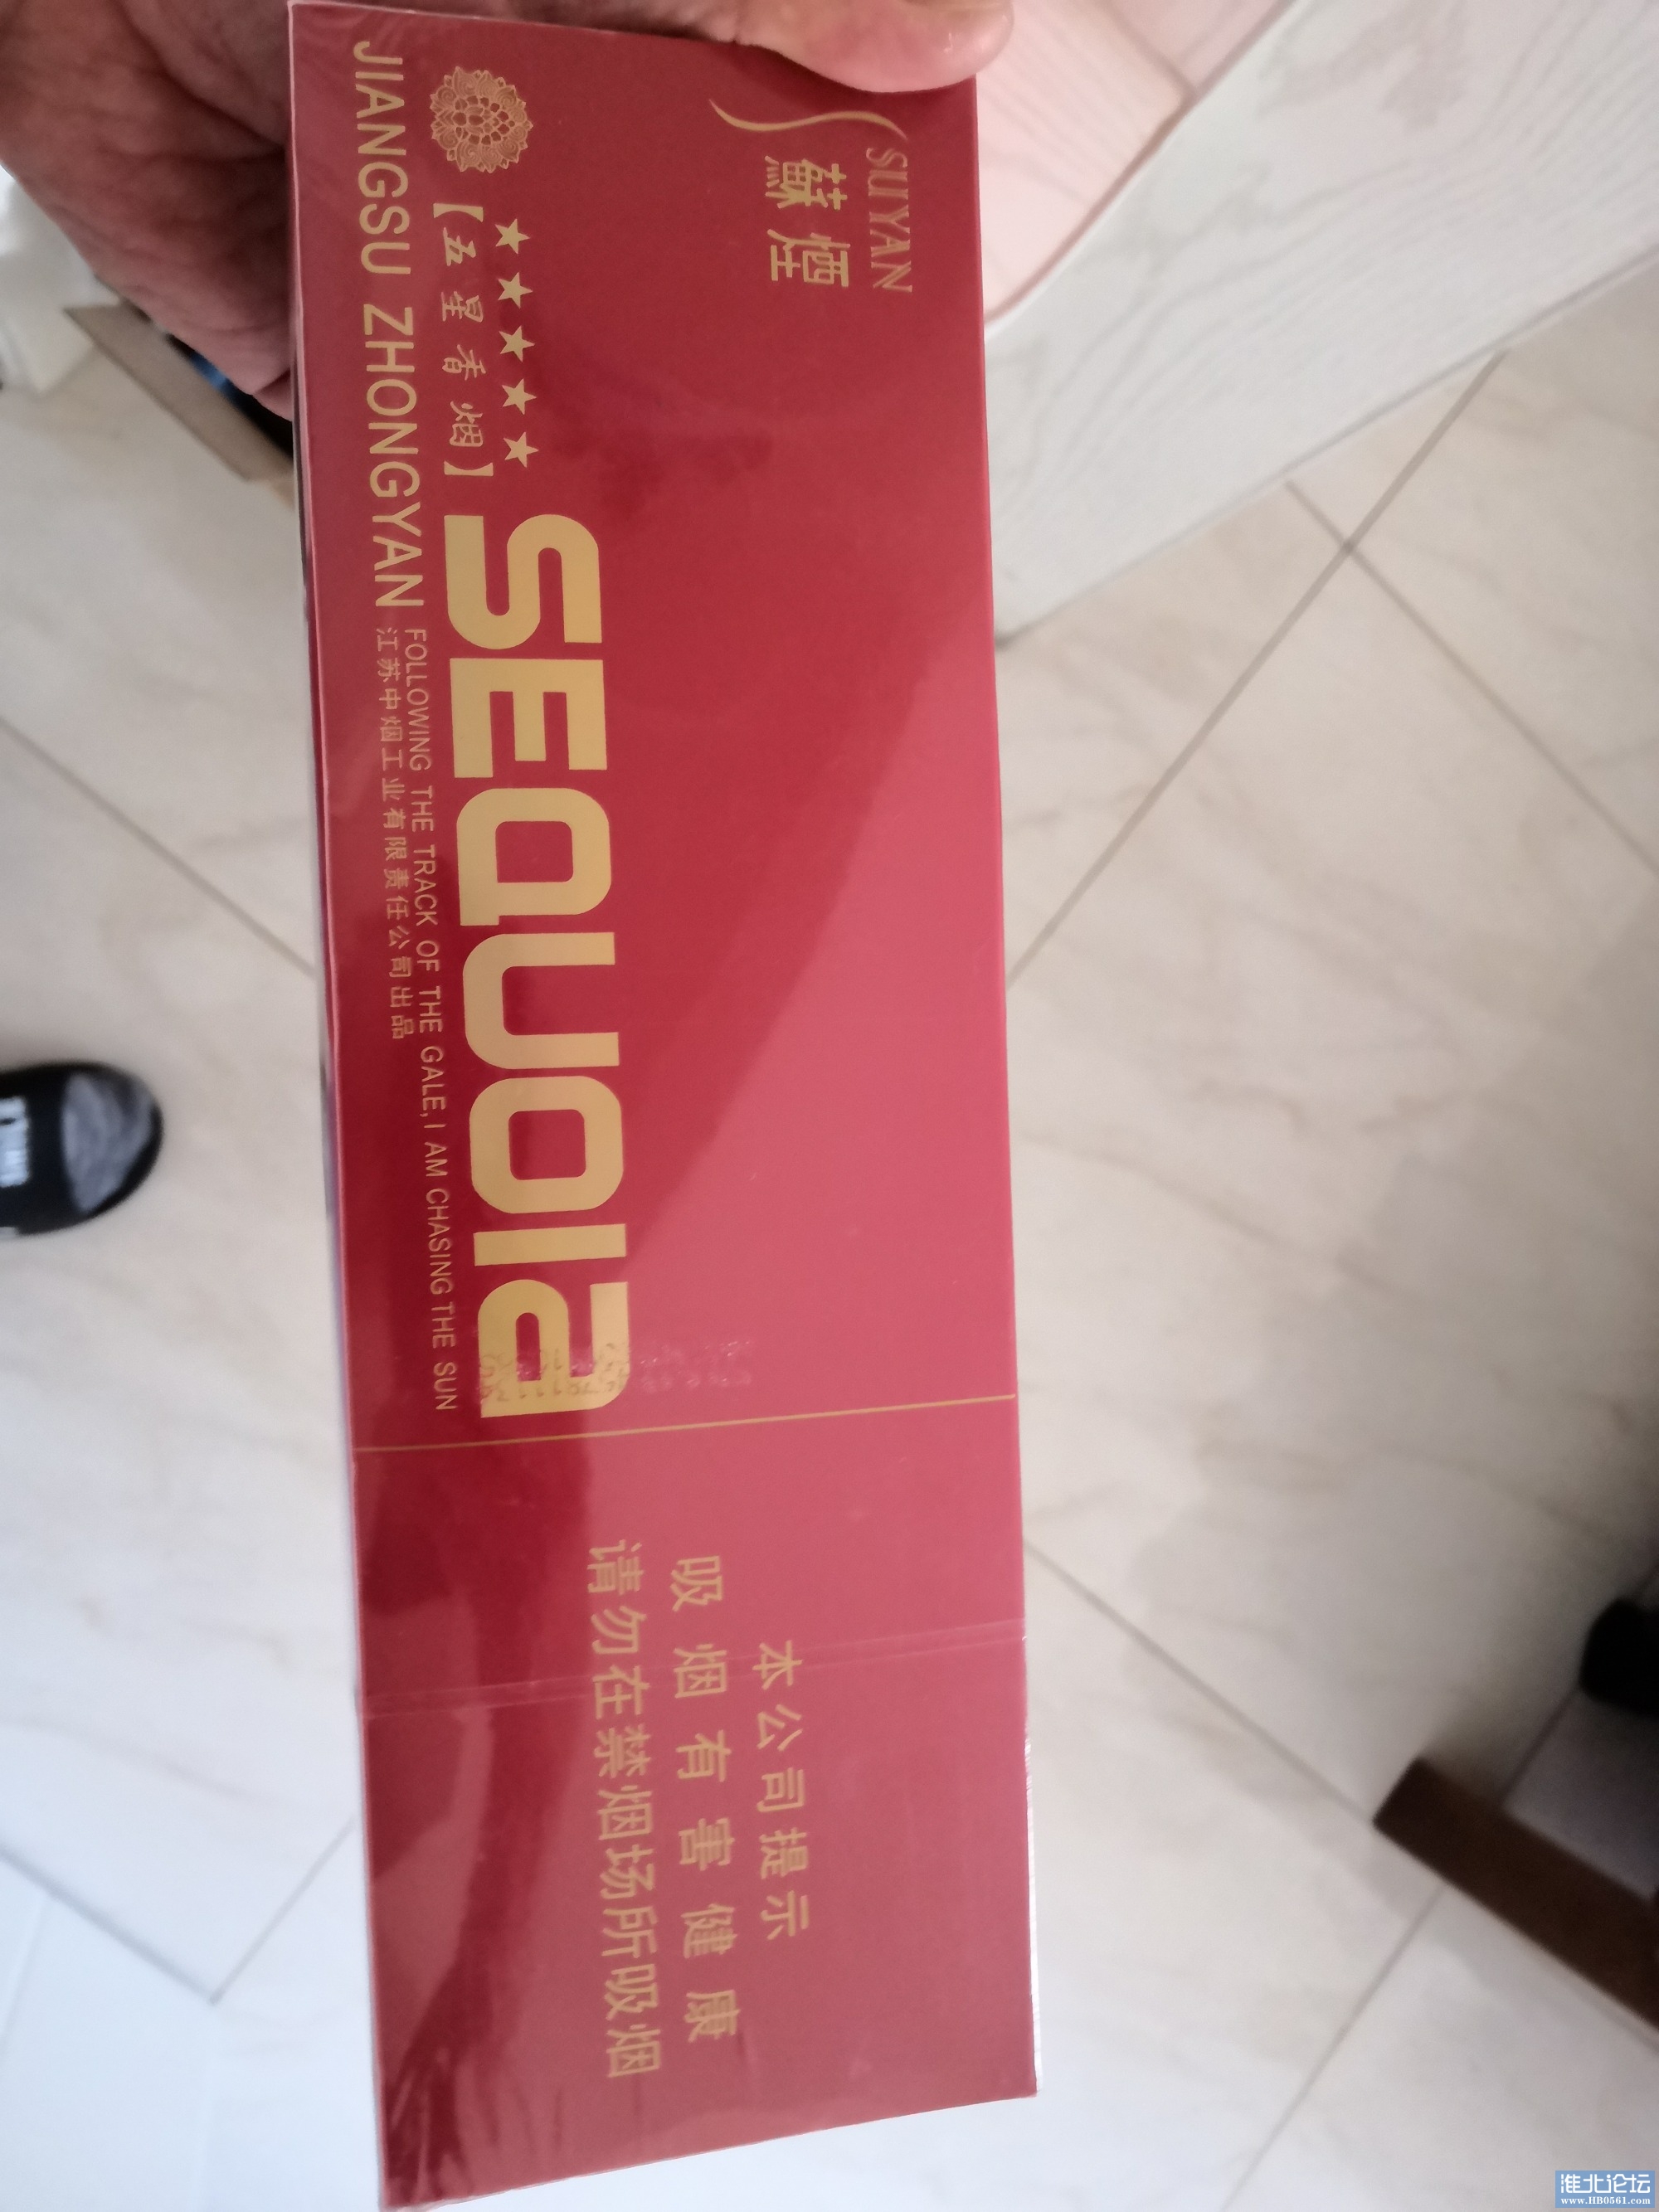 SUYAN
蘇煙
★★★★★
【五星香烟】
SEQUOIA
JIANGSU ZHONGYAN
FOLLOWING THE TRACK OF THE GALE, I AM CHASING THE SUN
江苏中烟工业有限责任公司出品
本公司提示
吸烟有害健康
请勿在禁烟场所吸烟
淮北论坛
www.HB0561.com